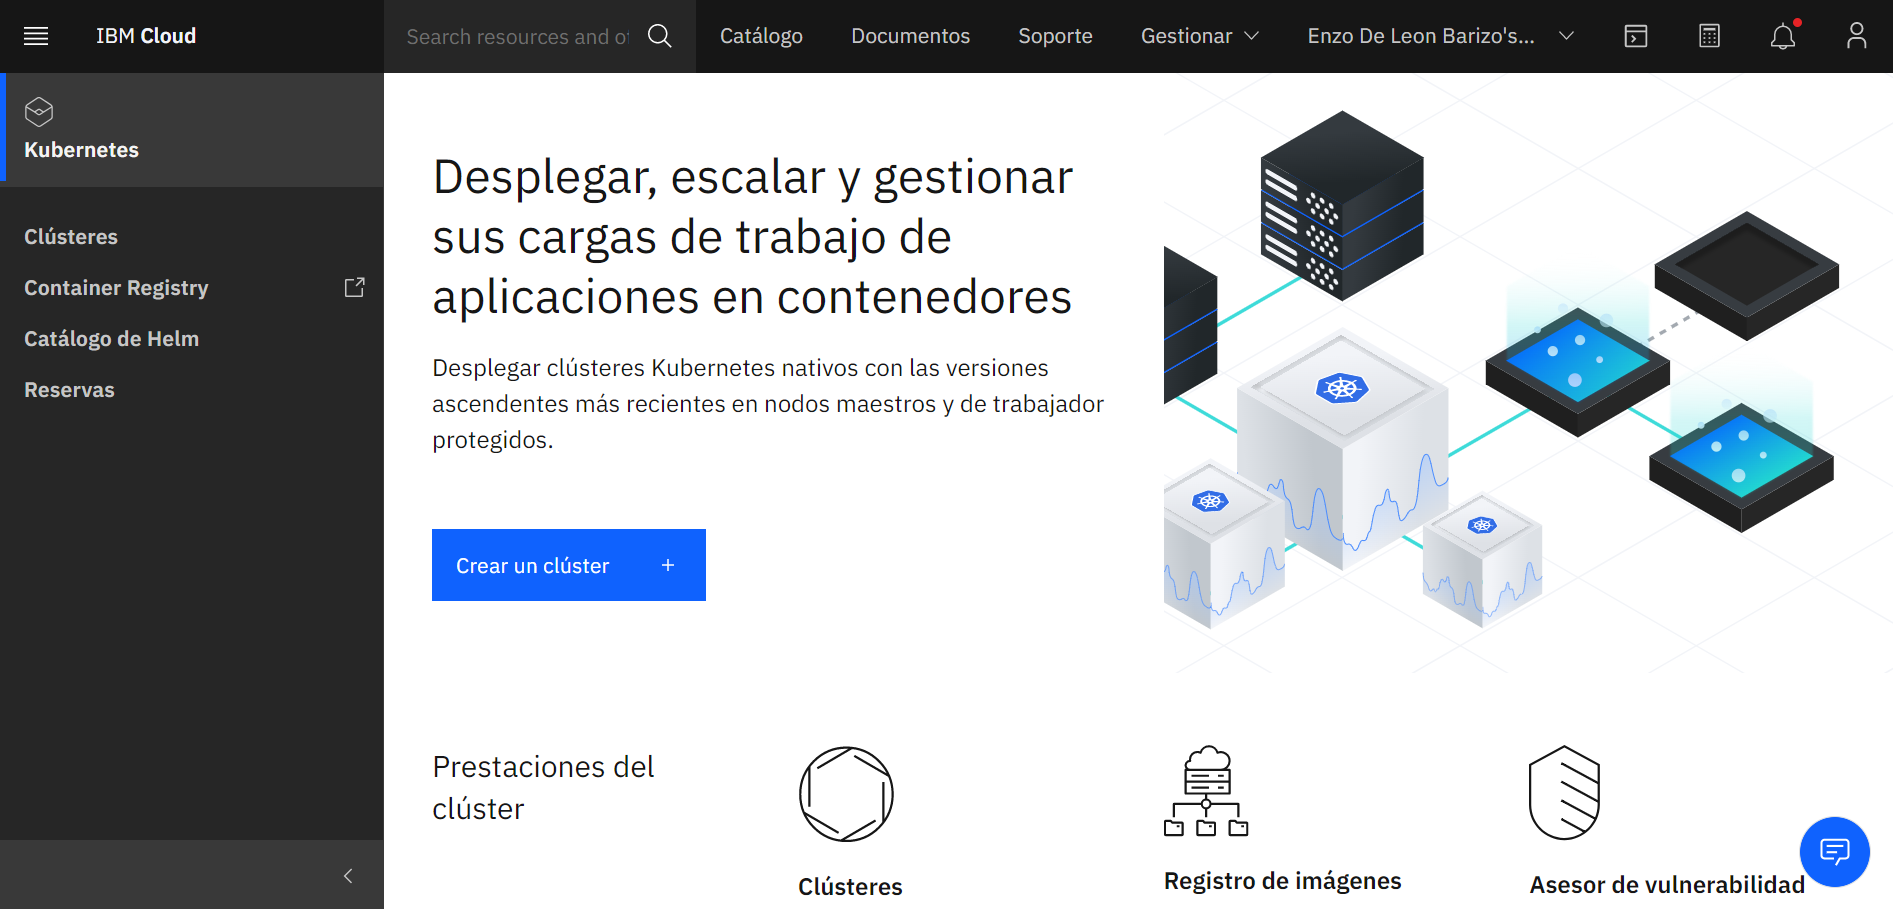 IBM Cloud
Search resources and of
Catálogo
Documentos
Soporte
Gestionar
Enzo De Leon Barizo's...
Kubernetes
Clústeres
Container Registry
Catálogo de Helm
Reservas
Desplegar, escalar y gestionar
sus cargas de trabajo de
aplicaciones en contenedores
Desplegar clústeres Kubernetes nativos con las versiones
ascendentes más recientes en nodos maestros y de trabajador
protegidos.
Crear un clúster +
Prestaciones del
clúster
Clústeres
Registro de imágenes
Asesor de vulnerabilidad